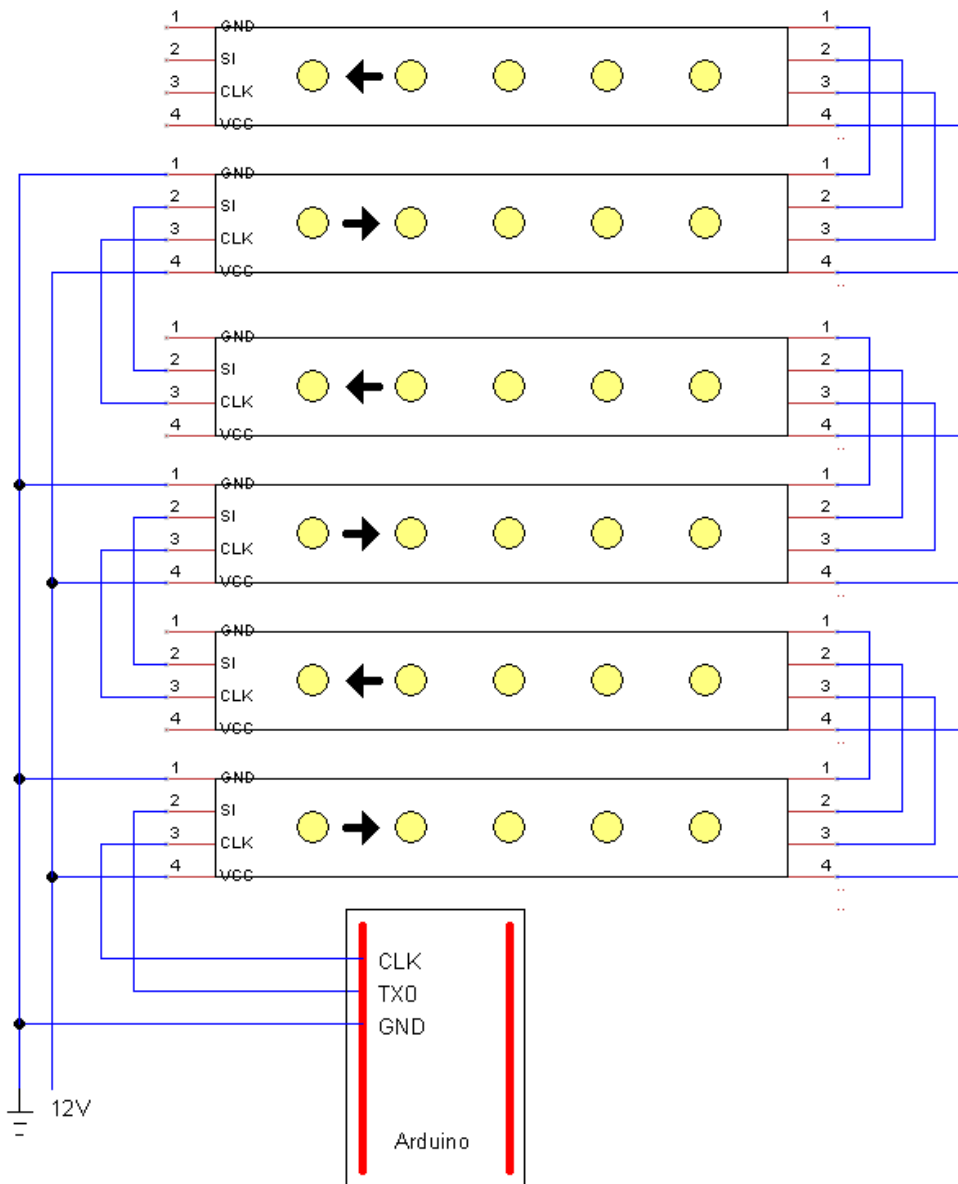 1 GND 1
2 SI 2
3 CLK 3
4 VCC 4
1 GND 1
2 SI 2
3 CLK 3
4 VCC 4
1 GND 1
2 SI 2
3 CLK 3
4 VCC 4
1 GND 1
2 SI 2
3 CLK 3
4 VCC 4
1 GND 1
2 SI 2
3 CLK 3
4 VCC 4
1 GND 1
2 SI 2
3 CLK 3
4 VCC 4
CLK
TX0
GND
12V
Arduino